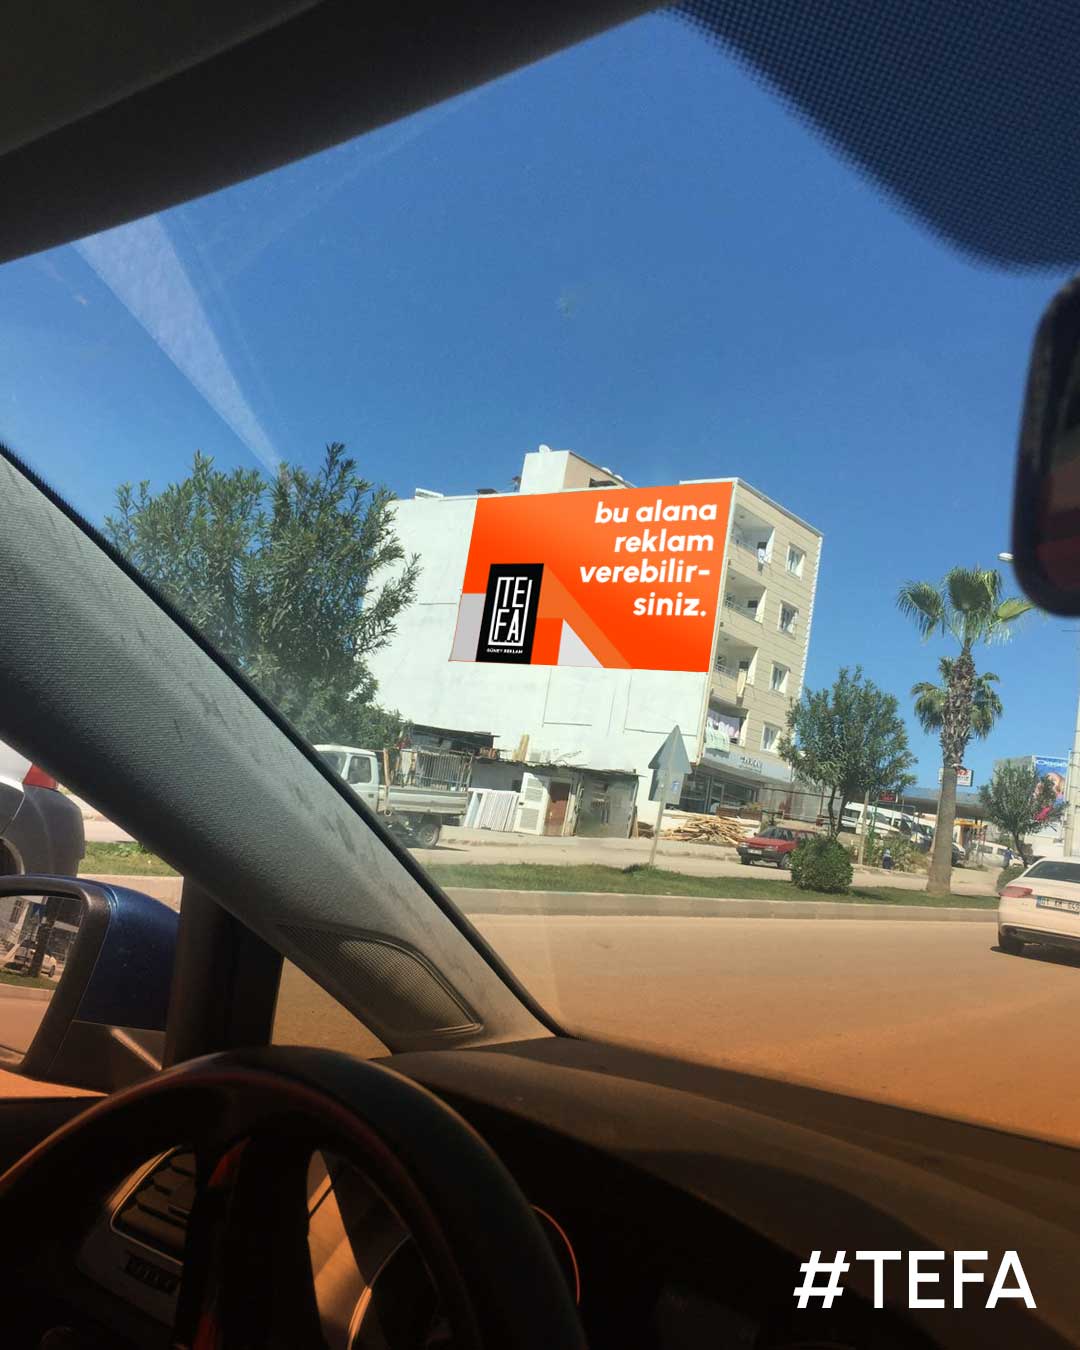 bu alana
reklam
verebilir-
siniz.
TE
FA
GÜNEY REKLAM
#TEFA